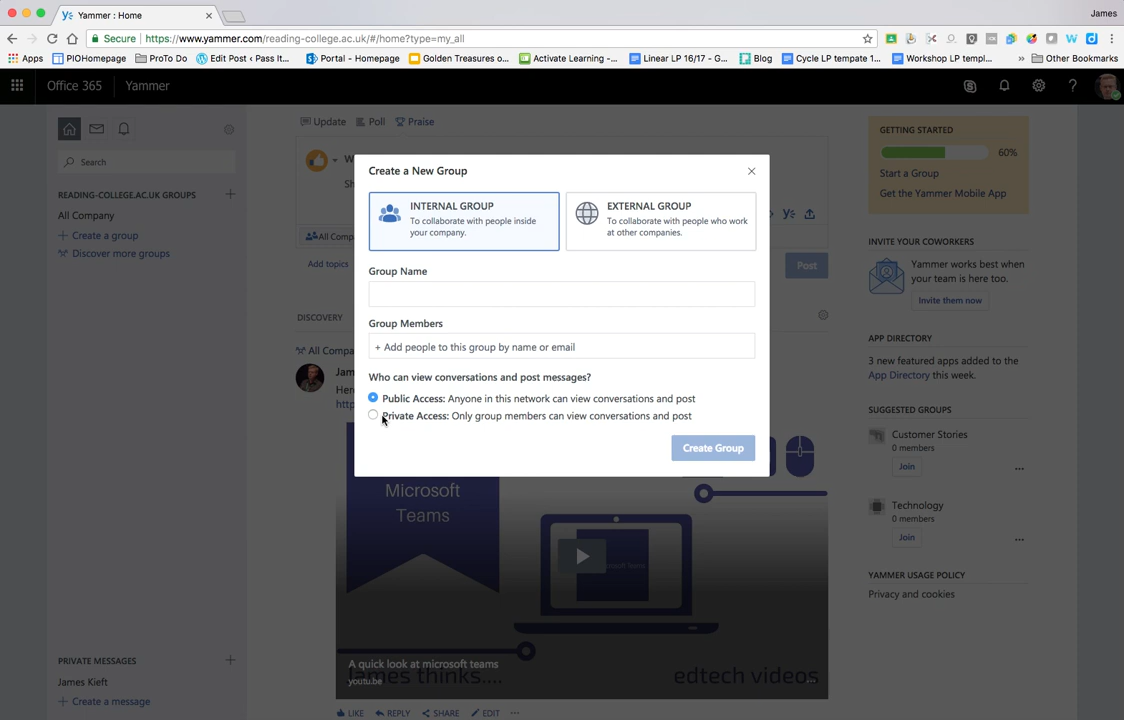 Yammer : Home
James
Secure
https://www.yammer.com/reading-college.ac.uk/#/home?type=my_all
Apps
PIOHomepage
ProTo Do
Edit Post ‹ Pass It...
Portal - Homepage
Golden Treasures o...
Activate Learning -...
Linear LP 16/17 - G...
Blog
Cycle LP tempate 1...
Workshop LP templ...
»
Other Bookmarks
Office 365
Yammer
?
Search
READING-COLLEGE.AC.UK GROUPS
All Company
+ Create a group
Discover more groups
PRIVATE MESSAGES
James Kieft
+ Create a message
Update
Poll
Praise
W
Sh
All Comp
Add topics
Post
DISCOVERY
All Compa
Jam
Here
http
Create a New Group
INTERNAL GROUP
To collaborate with people inside
your company.
EXTERNAL GROUP
To collaborate with people who work
at other companies.
Group Name
Group Members
+ Add people to this group by name or email
Who can view conversations and post messages?
Public Access: Anyone in this network can view conversations and post
Private Access: Only group members can view conversations and post
Create Group
Microsoft
Teams
A quick look at microsoft teams
youtu.be
James thinks....
edtech videos
LIKE
REPLY
SHARE
EDIT
...
GETTING STARTED
60%
Start a Group
Get the Yammer Mobile App
INVITE YOUR COWORKERS
Yammer works best when
your team is here too.
Invite them now
APP DIRECTORY
3 new featured apps added to the
App Directory this week.
SUGGESTED GROUPS
Customer Stories
0 members
Join
...
Technology
0 members
Join
...
YAMMER USAGE POLICY
Privacy and cookies